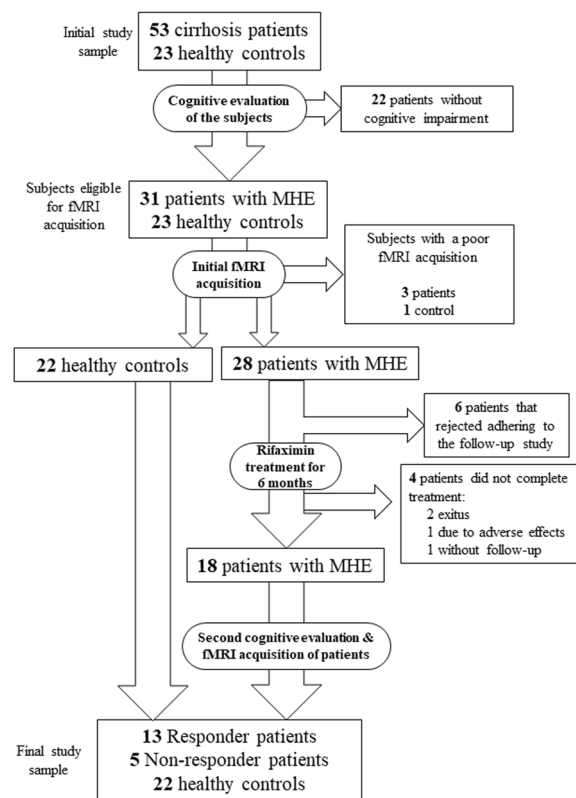 Initial study
sample
53 cirrhosis patients
23 healthy controls
Cognitive evaluation
of the subjects
22 patients without
cognitive impairment
Subjects eligible
for fMRI
acquisition
31 patients with MHE
23 healthy controls
Initial fMRI
acquisition
Subjects with a poor
fMRI acquisition
3 patients
1 control
22 healthy controls
28 patients with MHE
6 patients that
rejected adhering to
the follow-up study
Rifaximin
treatment for
6 months
4 patients did not complete
treatment:
2 exitus
1 due to adverse effects
1 without follow-up
18 patients with MHE
Second cognitive evaluation &
fMRI acquisition of patients
Final study
sample
13 Responder patients
5 Non-responder patients
22 healthy controls